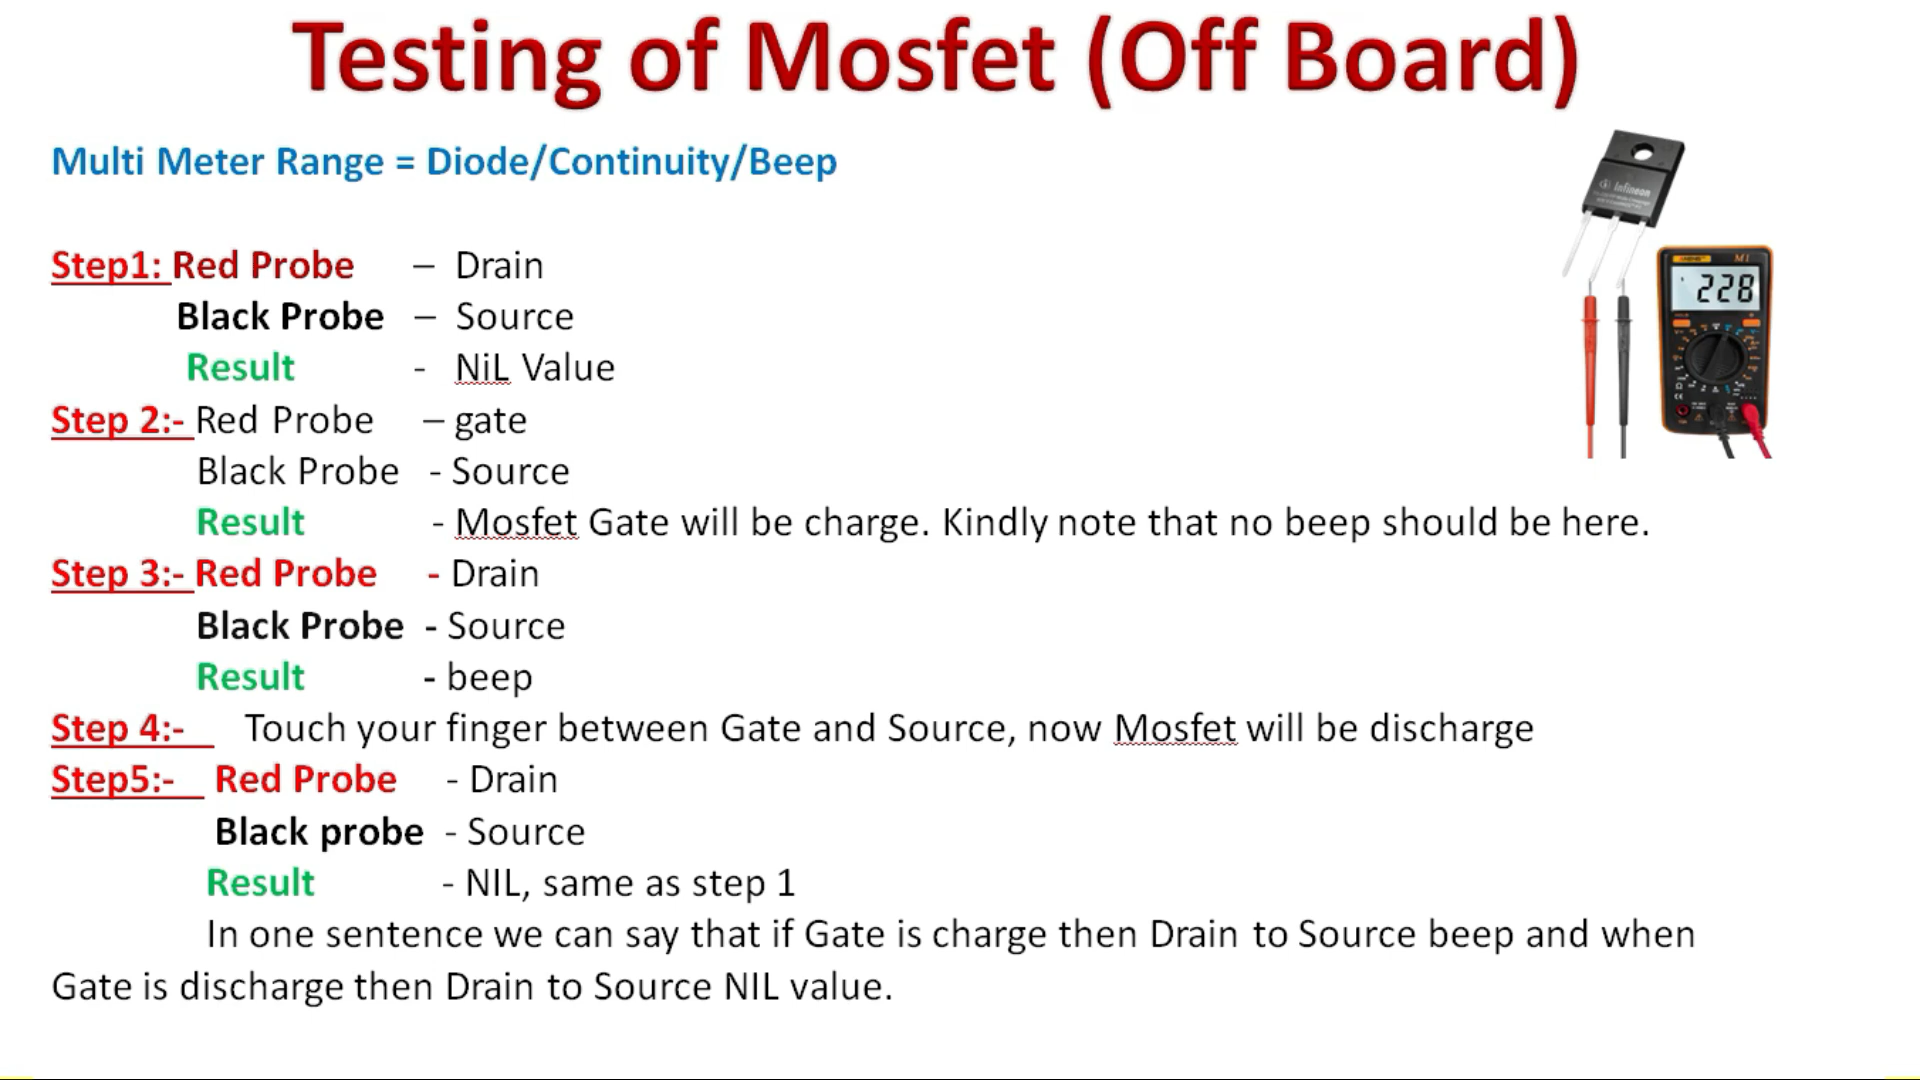 Testing of Mosfet (Off Board)
Multi Meter Range = Diode/Continuity/Beep
Step1: Red Probe – Drain
Black Probe – Source
Result - NiL Value
Step 2:- Red Probe – gate
Black Probe - Source
Result - Mosfet Gate will be charge. Kindly note that no beep should be here.
Step 3:- Red Probe - Drain
Black Probe - Source
Result - beep
Step 4:- Touch your finger between Gate and Source, now Mosfet will be discharge
Step5:- Red Probe - Drain
Black probe - Source
Result - NIL, same as step 1
In one sentence we can say that if Gate is charge then Drain to Source beep and when
Gate is discharge then Drain to Source NIL value.
infineon
M1
228